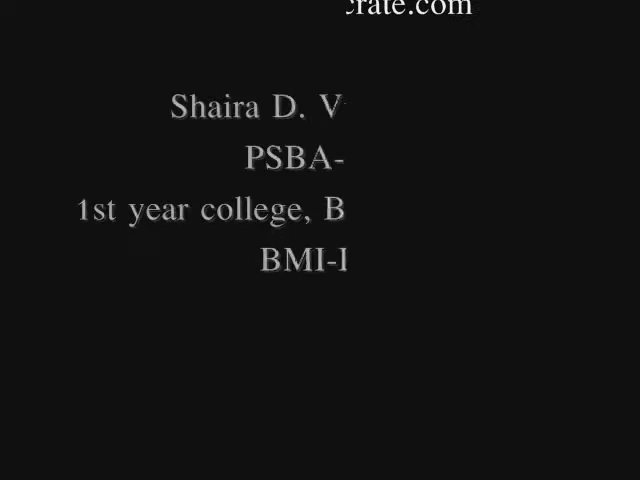 crate.com
Shaira D. V
PSBA-
1st year college, B
BMI-I